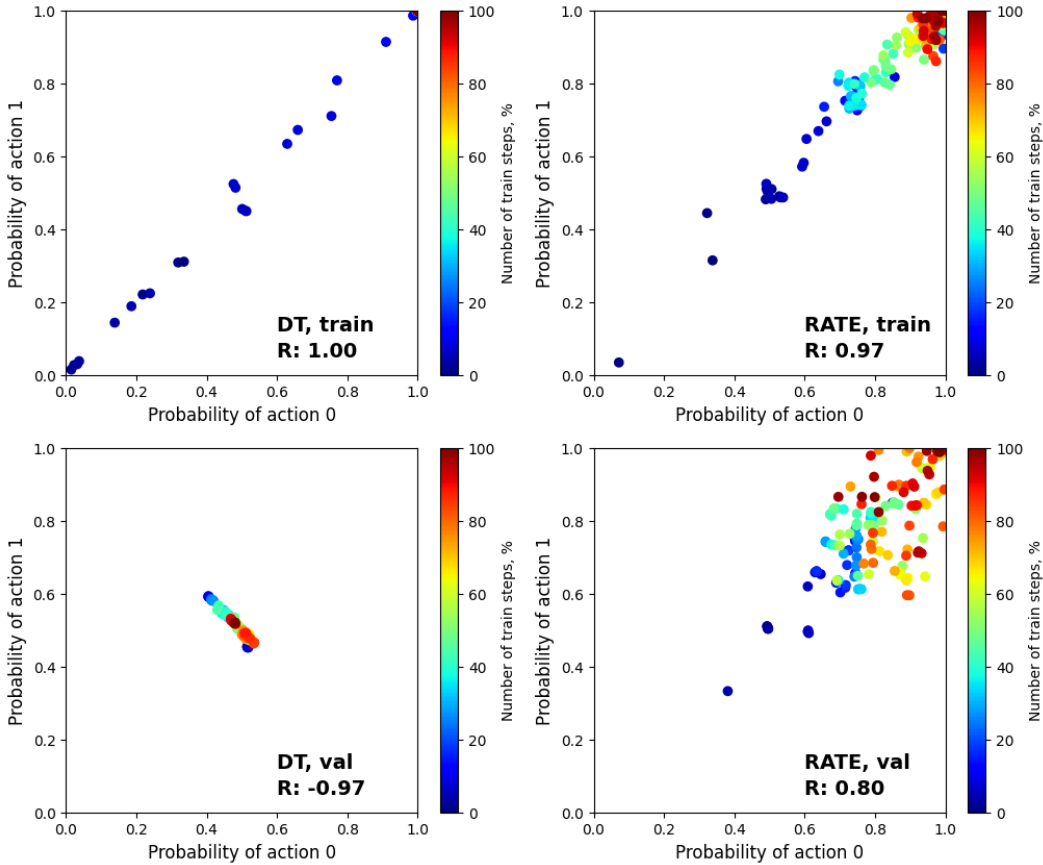 Probability of action 1
1.0
0.8
0.6
0.4
0.2
0.0
DT, train
R: 1.00
0.0 0.2 0.4 0.6 0.8 1.0
Probability of action 0
100
80
60
40
20
0
Number of train steps, %
Probability of action 1
1.0
0.8
0.6
0.4
0.2
0.0
RATE, train
R: 0.97
0.0 0.2 0.4 0.6 0.8 1.0
Probability of action 0
100
80
60
40
20
0
Number of train steps, %
Probability of action 1
1.0
0.8
0.6
0.4
0.2
0.0
DT, val
R: -0.97
0.0 0.2 0.4 0.6 0.8 1.0
Probability of action 0
100
80
60
40
20
0
Number of train steps, %
Probability of action 1
1.0
0.8
0.6
0.4
0.2
0.0
RATE, val
R: 0.80
0.0 0.2 0.4 0.6 0.8 1.0
Probability of action 0
100
80
60
40
20
0
Number of train steps, %